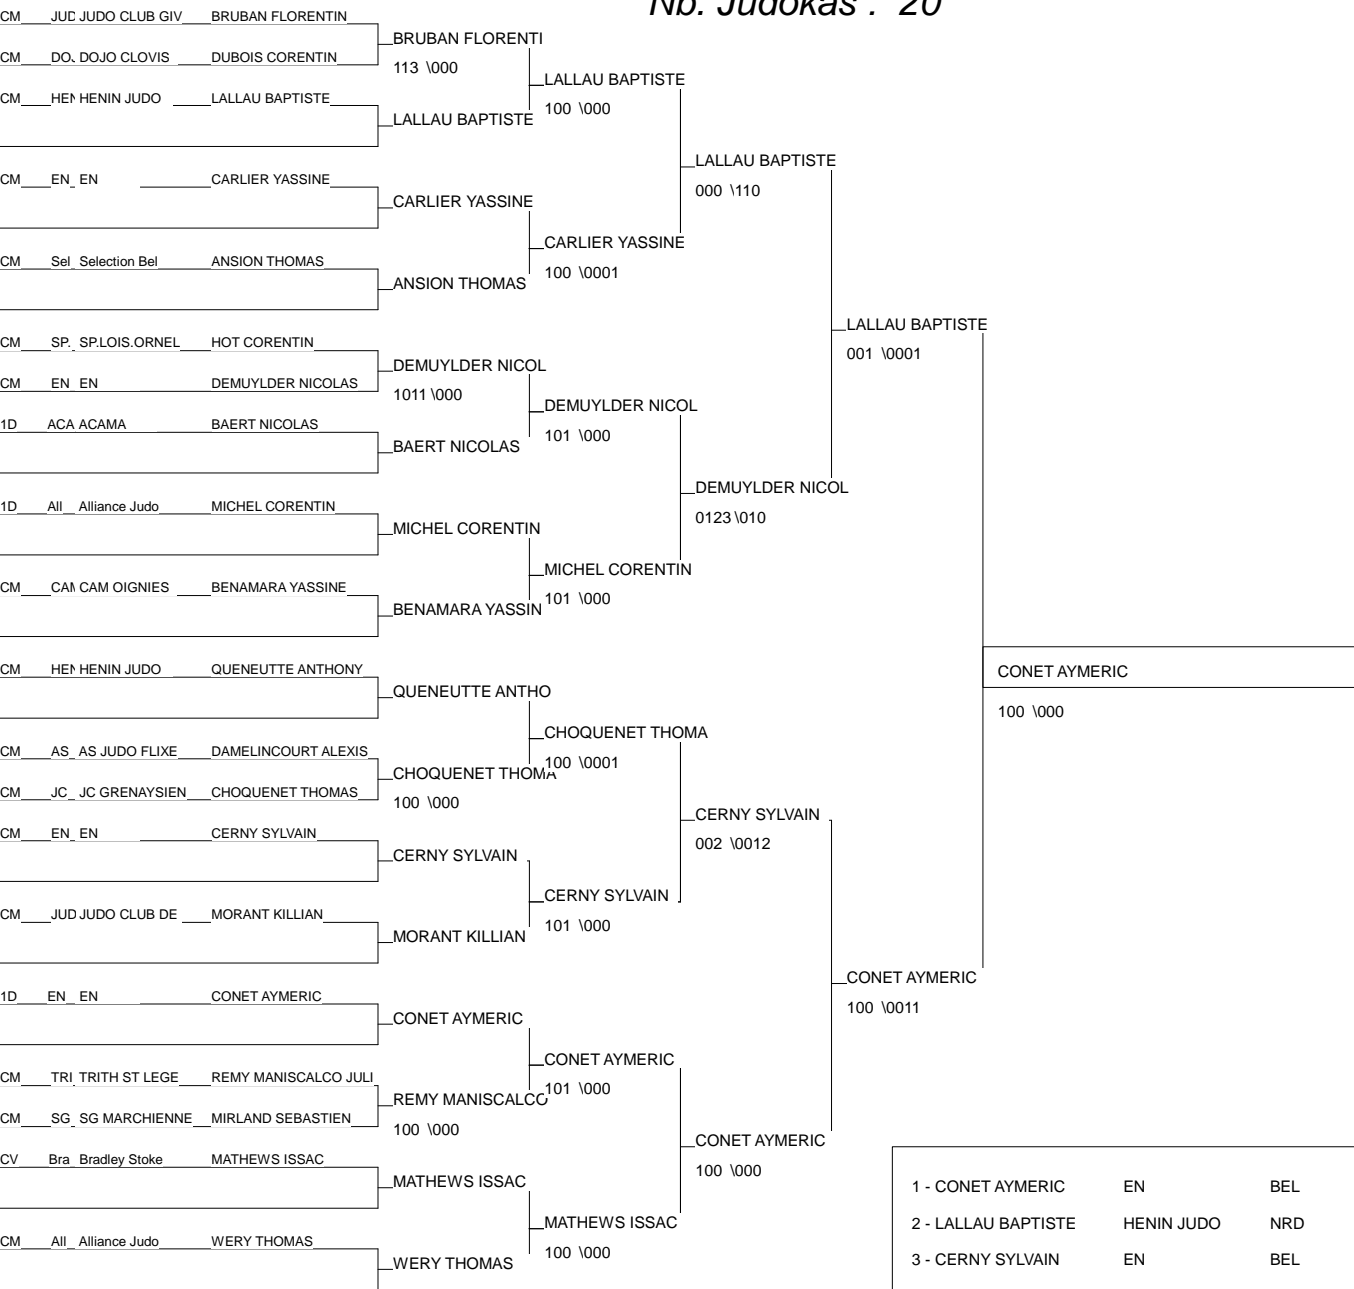 Nb. Judokas : 20
CM JUD JUDO CLUB GIV BRUBAN FLORENTIN
BRUBAN FLORENTI
CM DOJ DOJO CLOVIS DUBOIS CORENTIN
113 \000
LALLAU BAPTISTE
CM HEN HENIN JUDO LALLAU BAPTISTE
100 \000
LALLAU BAPTISTE
LALLAU BAPTISTE
CM EN EN CARLIER YASSINE
000 \110
CARLIER YASSINE
CARLIER YASSINE
CM Sel Selection Bel ANSION THOMAS
100 \0001
ANSION THOMAS
LALLAU BAPTISTE
CM SP. SP.LOIS.ORNEL HOT CORENTIN
001 \0001
DEMUYLDER NICOL
CM EN EN DEMUYLDER NICOLAS
1011 \000
DEMUYLDER NICOL
1D ACA ACAMA BAERT NICOLAS
101 \000
BAERT NICOLAS
DEMUYLDER NICOL
1D All Alliance Judo MICHEL CORENTIN
0123 \010
MICHEL CORENTIN
MICHEL CORENTIN
CM CAM CAM OIGNIES BENAMARA YASSINE
101 \000
BENAMARA YASSIN
CM HEN HENIN JUDO QUENEUTTE ANTHONY
CONET AYMERIC
QUENEUTTE ANTHO
100 \000
CHOQUENET THOMA
CM AS AS JUDO FLIXE DAMELINCOURT ALEXIS
100 \0001
CHOQUENET THOMA
CM JC JC GRENAYSIEN CHOQUENET THOMAS
100 \000
CERNY SYLVAIN
CM EN EN CERNY SYLVAIN
002 \0012
CERNY SYLVAIN
CERNY SYLVAIN
CM JUD JUDO CLUB DE MORANT KILLIAN
101 \000
MORANT KILLIAN
CONET AYMERIC
1D EN EN CONET AYMERIC
100 \0011
CONET AYMERIC
CONET AYMERIC
CM TRI TRITH ST LEGE REMY MANISCALCO JULI
101 \000
REMY MANISCALCO
CM SG SG MARCHIENNE MIRLAND SEBASTIEN
100 \000
CONET AYMERIC
CV Bra Bradley Stoke MATHEWS ISSAC
100 \000
MATHEWS ISSAC
1 - CONET AYMERIC EN BEL
MATHEWS ISSAC
2 - LALLAU BAPTISTE HENIN JUDO NRD
CM All Alliance Judo WERY THOMAS
100 \000
WERY THOMAS
3 - CERNY SYLVAIN EN BEL